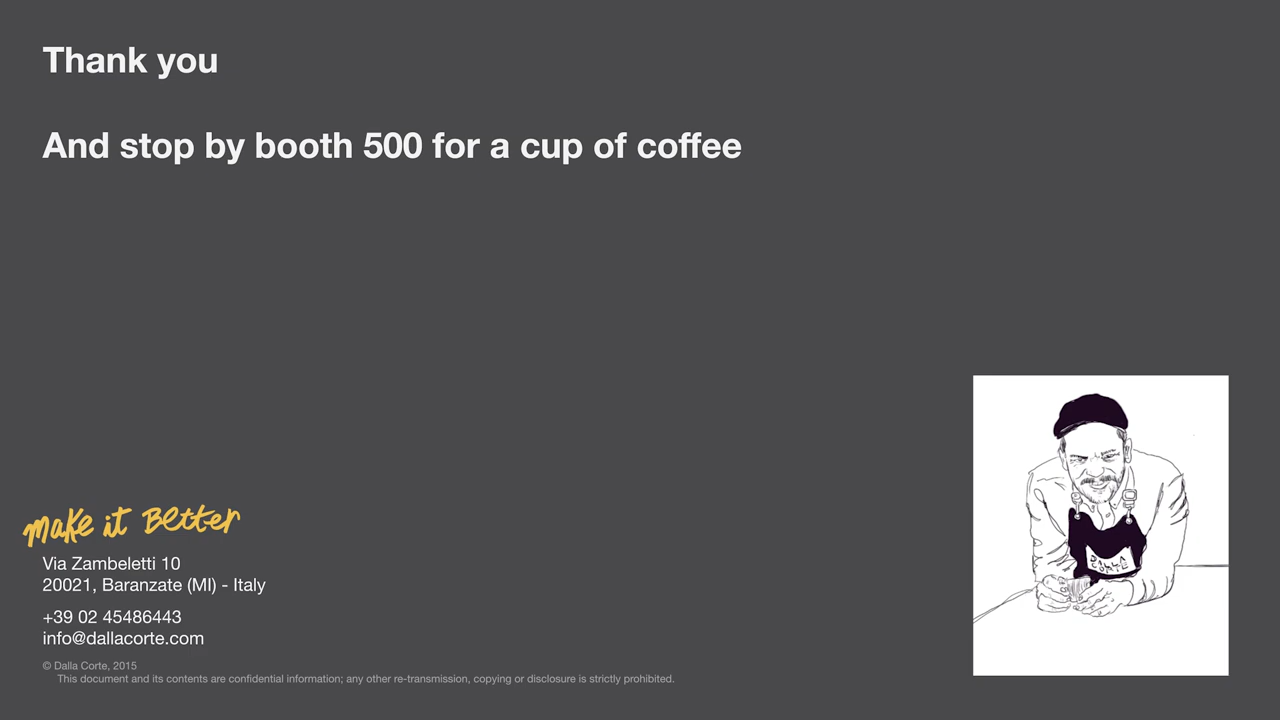 Thank you
And stop by booth 500 for a cup of coffee
make it Better
Via Zambeletti 10
20021, Baranzate (MI) - Italy
+39 02 45486443
info@dallacorte.com
© Dalla Corte, 2015
This document and its contents are confidential information; any other re-transmission, copying or disclosure is strictly prohibited.
DALLA
CORTE